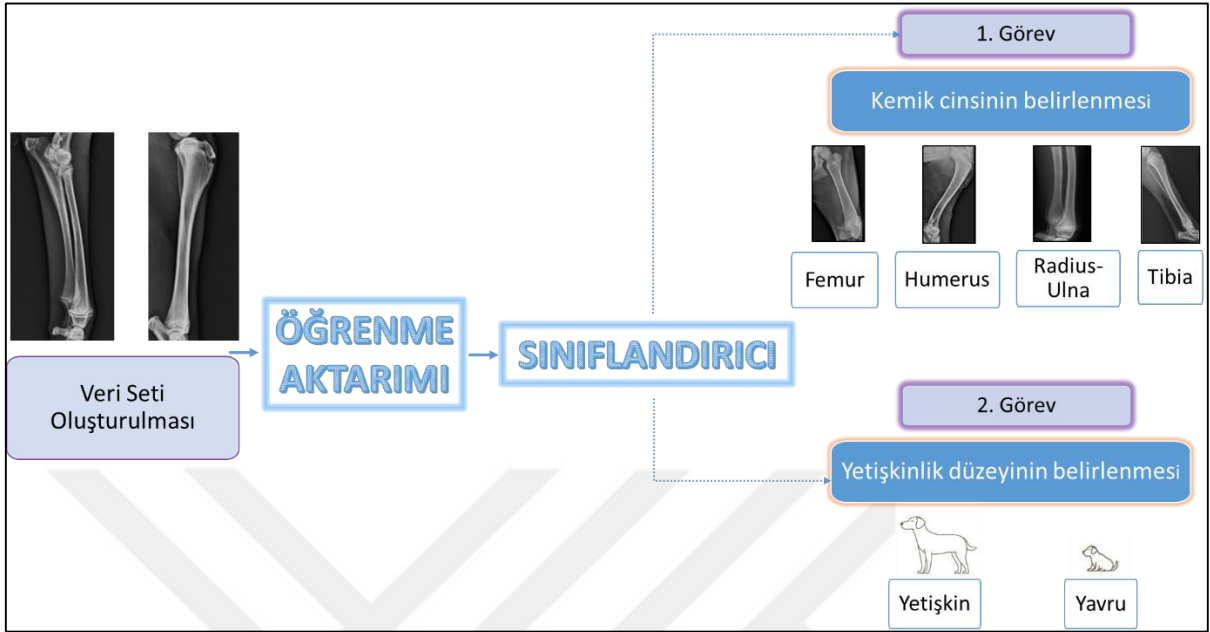 Veri Seti
Oluşturulması
ÖĞRENME
AKTARIMI
SINIFLANDIRICI
1. Görev
Kemik cinsinin belirlenmesi
Femur
Humerus
Radius-
Ulna
Tibia
2. Görev
Yetişkinlik düzeyinin belirlenmesi
Yetişkin
Yavru